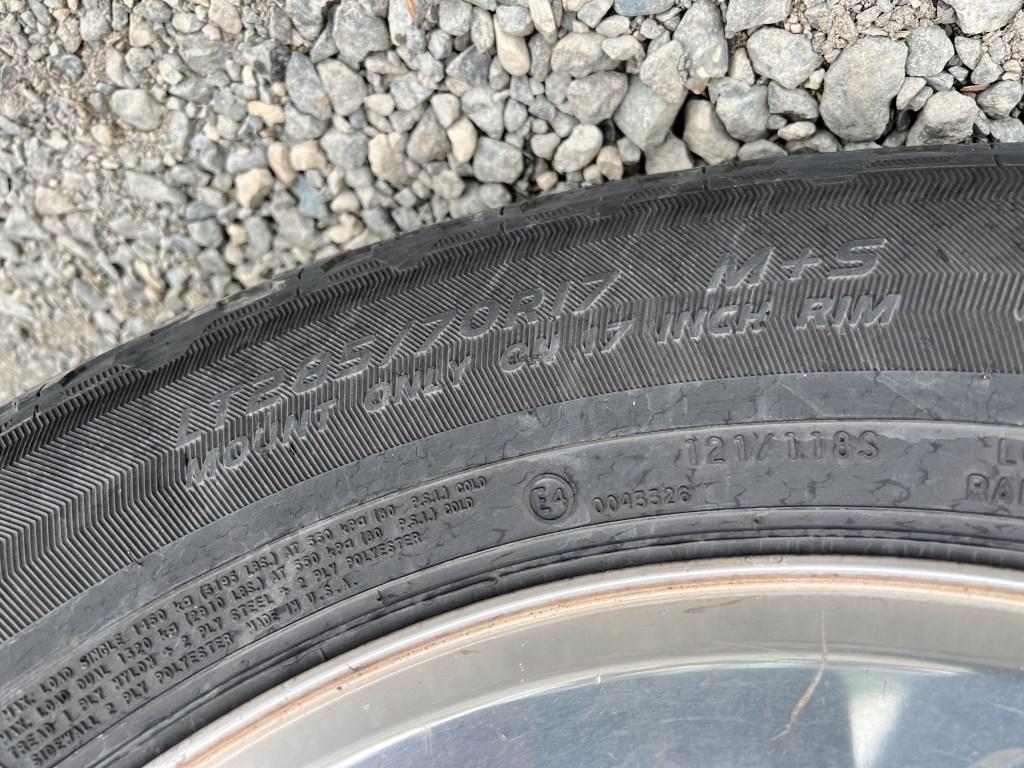 LT285/70R17 M+S
MOUNT ONLY ON 17 INCH RIM
121/118S
E4 0043326
MAX. LOAD SINGLE 1450 kg (3195 LBS.) AT 550 kPa (80 P.S.I.) COLD
MAX. LOAD DUAL 1320 kg (2910 LBS.) AT 550 kPa (80 P.S.I.) COLD
TREAD 1 PLY NYLON + 2 PLY STEEL + 2 PLY POLYESTER
SIDEWALL 2 PLY POLYESTER MADE IN U.S.A.